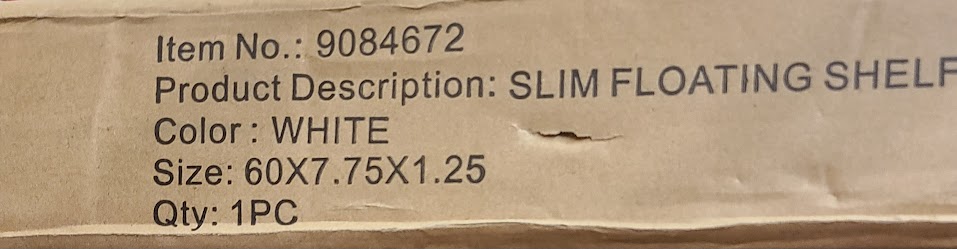 Item No.: 9084672
Product Description: SLIM FLOATING SHELF
Color : WHITE
Size: 60X7.75X1.25
Qty: 1PC